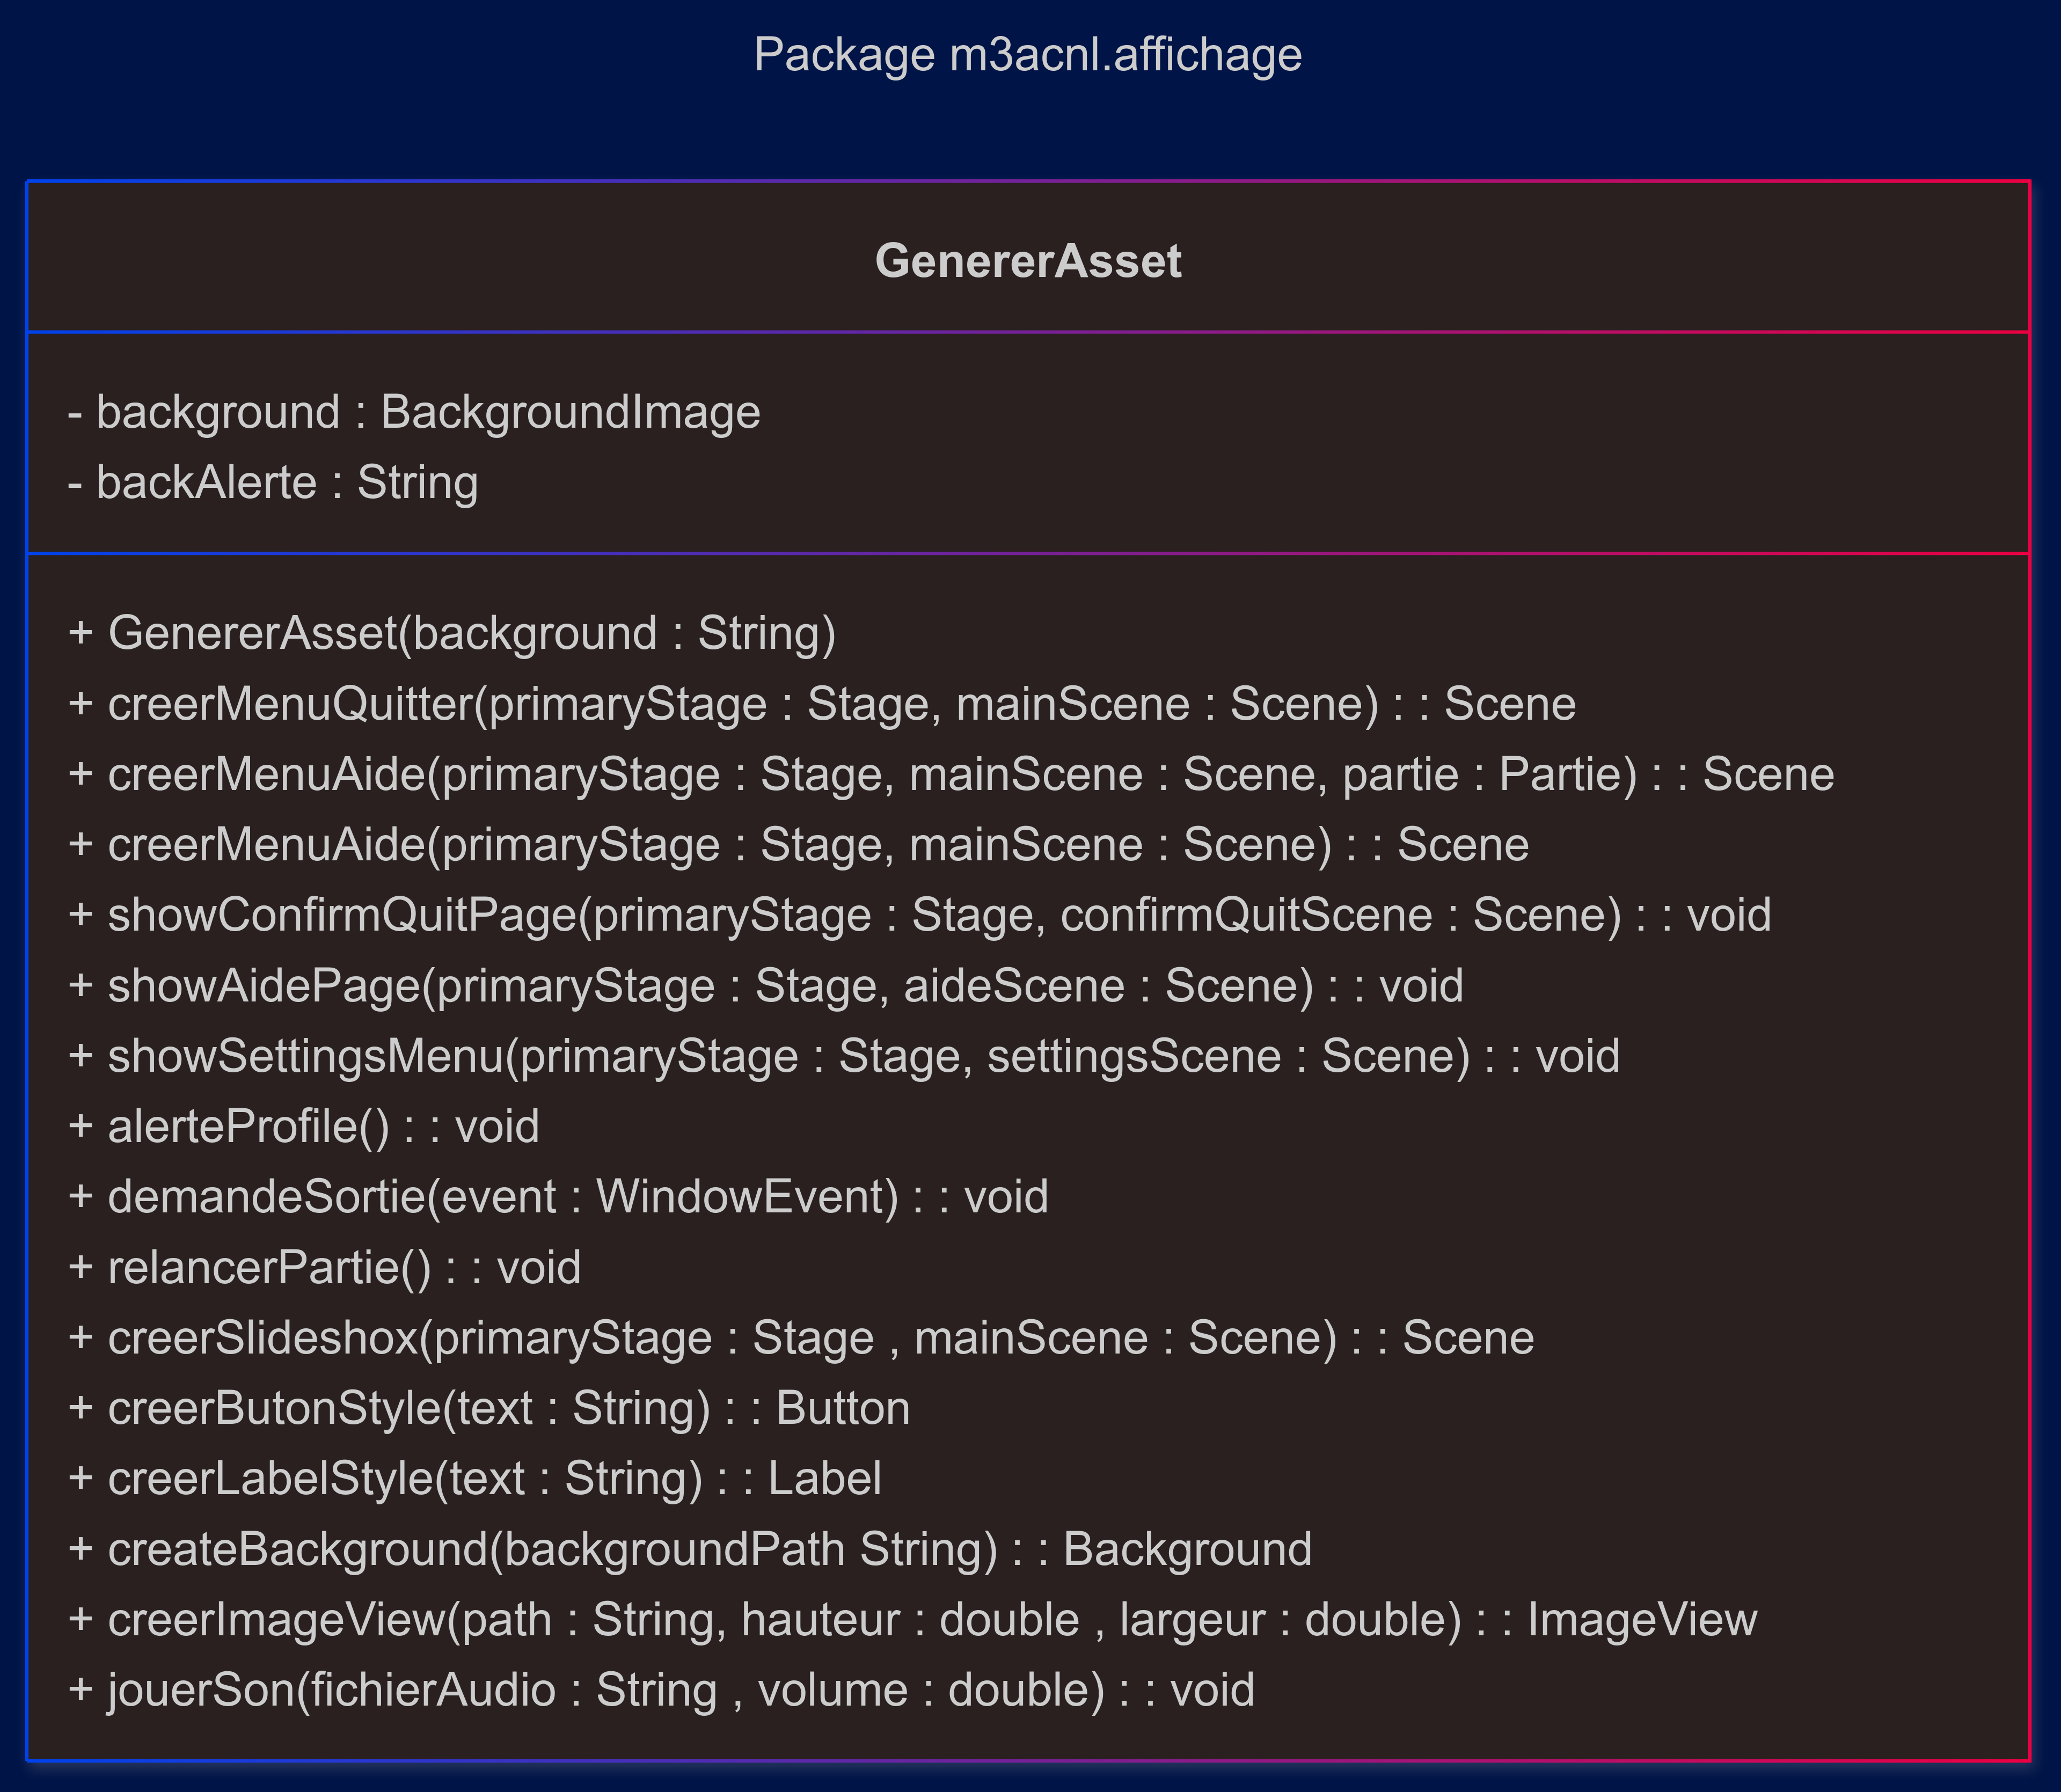 Package m3acnl.affichage
GenererAsset
- background : BackgroundImage
- backAlerte : String
+ GenererAsset(background : String)
+ creerMenuQuitter(primaryStage : Stage, mainScene : Scene) : : Scene
+ creerMenuAide(primaryStage : Stage, mainScene : Scene, partie : Partie) : : Scene
+ creerMenuAide(primaryStage : Stage, mainScene : Scene) : : Scene
+ showConfirmQuitPage(primaryStage : Stage, confirmQuitScene : Scene) : : void
+ showAidePage(primaryStage : Stage, aideScene : Scene) : : void
+ showSettingsMenu(primaryStage : Stage, settingsScene : Scene) : : void
+ alerteProfile() : : void
+ demandeSortie(event : WindowEvent) : : void
+ relancerPartie() : : void
+ creerSlideshox(primaryStage : Stage , mainScene : Scene) : : Scene
+ creerButonStyle(text : String) : : Button
+ creerLabelStyle(text : String) : : Label
+ createBackground(backgroundPath String) : : Background
+ creerImageView(path : String, hauteur : double , largeur : double) : : ImageView
+ jouerSon(fichierAudio : String , volume : double) : : void